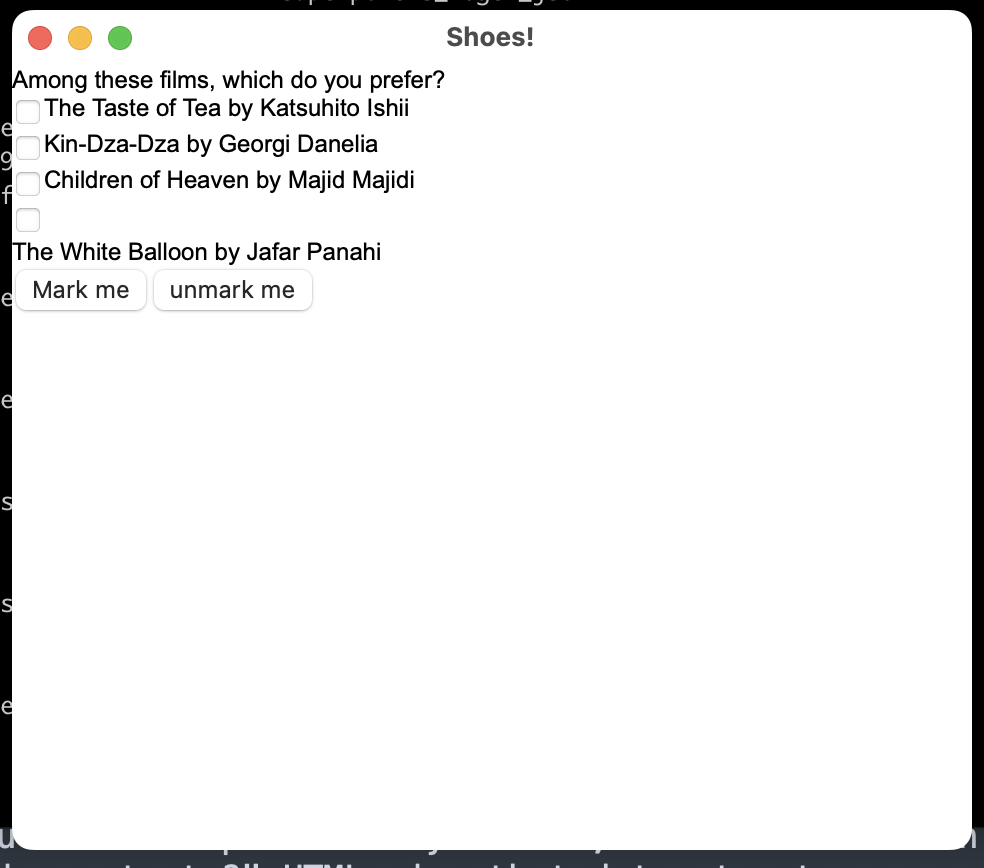 Shoes!
Among these films, which do you prefer?
The Taste of Tea by Katsuhito Ishii
Kin-Dza-Dza by Georgi Danelia
Children of Heaven by Majid Majidi
The White Balloon by Jafar Panahi
Mark me unmark me